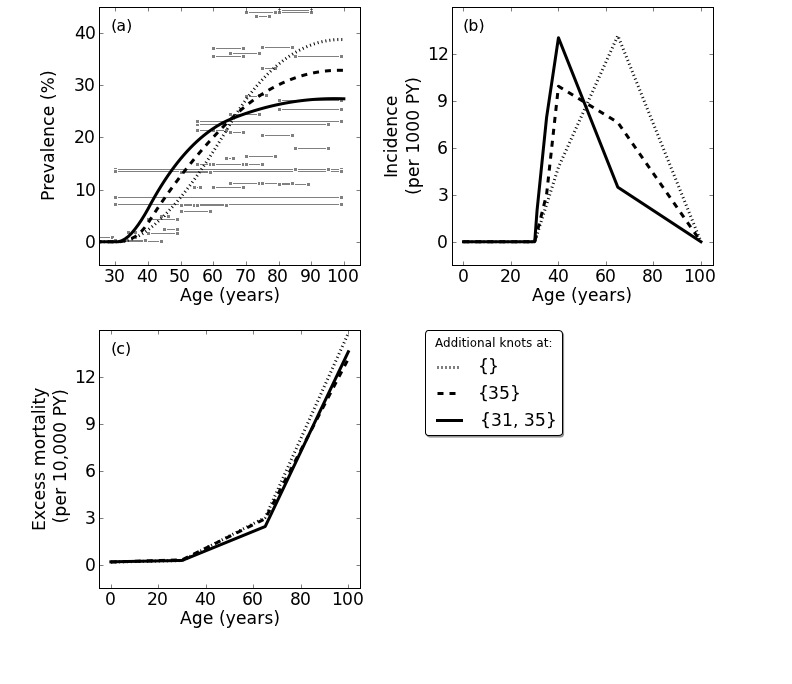 (a)
Prevalence (%)
40
30
20
10
0
30 40 50 60 70 80 90 100
Age (years)
(b)
Incidence
(per 1000 PY)
12
9
6
3
0
0 20 40 60 80 100
Age (years)
(c)
Excess mortality
(per 10,000 PY)
12
9
6
3
0
0 20 40 60 80 100
Age (years)
Additional knots at:
{}
{35}
{31, 35}